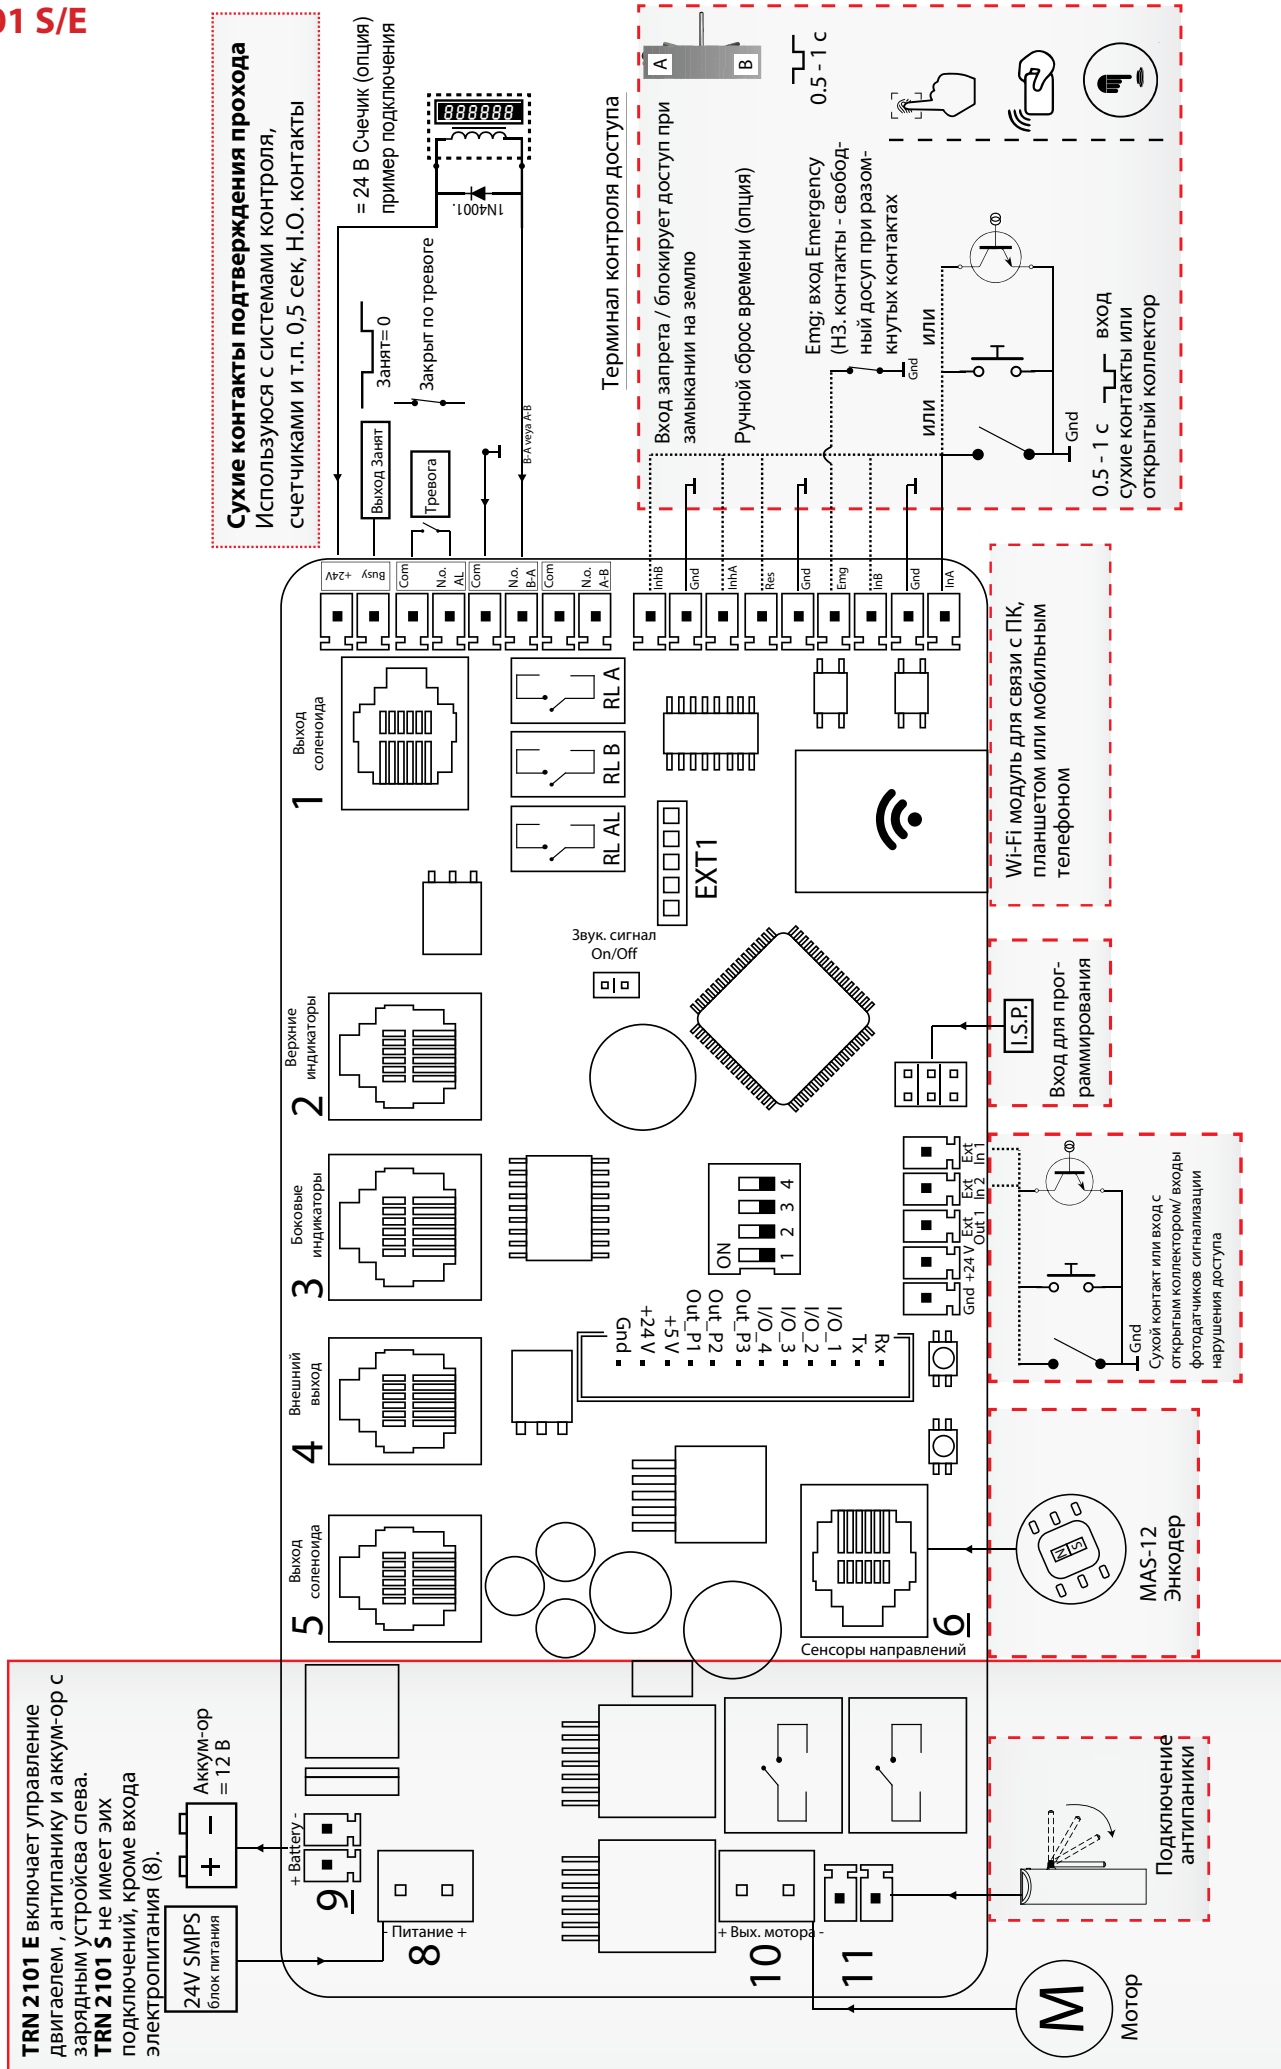 01 S/E
Сухие контакты подтверждения прохода
Используюся с системами контроля,
счетчиками и т.п. 0,5 сек, Н.О. контакты
= 24 В Счечик (опция)
пример подключения
888888
1N4001.
Занят= 0
Закрыт по тревоге
Выход Занят
Тревога
B-A veya A-B
Терминал контроля доступа
A
B
0.5 - 1 c
Вход запрета / блокирует доступ при
замыкании на землю
Ручной сброс времени (опция)
Emg; вход Emergency
(НЗ. контакты - свобод-
ный досуп при разом-
кнутых контактах
Gnd
или
или
Gnd
0.5 - 1 c
вход
сухие контакты или
открытый коллектор
+24V
Busy
Com
N.o.
AL
Com
N.o.
B-A
Com
N.o.
A-B
InhB
Gnd
InhA
Res
Gnd
Emg
InB
Gnd
InA
1
Выход
соленоида
RL A
RL B
RL AL
EXT1
Wi-Fi модуль для связи с ПК,
планшетом или мобильным
телефоном
Звук. сигнал
On/Off
2
Верхние
индикаторы
I.S.P.
Вход для прог-
раммирования
3
Боковые
индикаторы
ON
1 2 3 4
Gnd
+24 V
Ext
Out 1
Ext
In 2
Ext
In 1
Gnd
Сухой контакт или вход с
открытым коллектором/ входы
фотодатчиков сигнализации
нарушения доступа
4
Внешний
выход
Gnd
+24 V
+5 V
Out_P1
Out_P2
Out_P3
I/O_4
I/O_3
I/O_2
I/O_1
Tx
Rx
5
Выход
соленоида
6
Сенсоры направлений
N
S
MAS-12
Энкодер
TRN 2101 E включает управление
двигаелем , антипанику и аккум-ор с
зарядным устройсва слева.
TRN 2101 S не имеет эих
подключений, кроме входа
электропитания (8).
24V SMPS
блок питания
Аккум-ор
= 12 В
+ −
+ Battery -
9
- Питание +
8
+ Вых. мотора -
10
11
M
Мотор
Подключение
антипаники